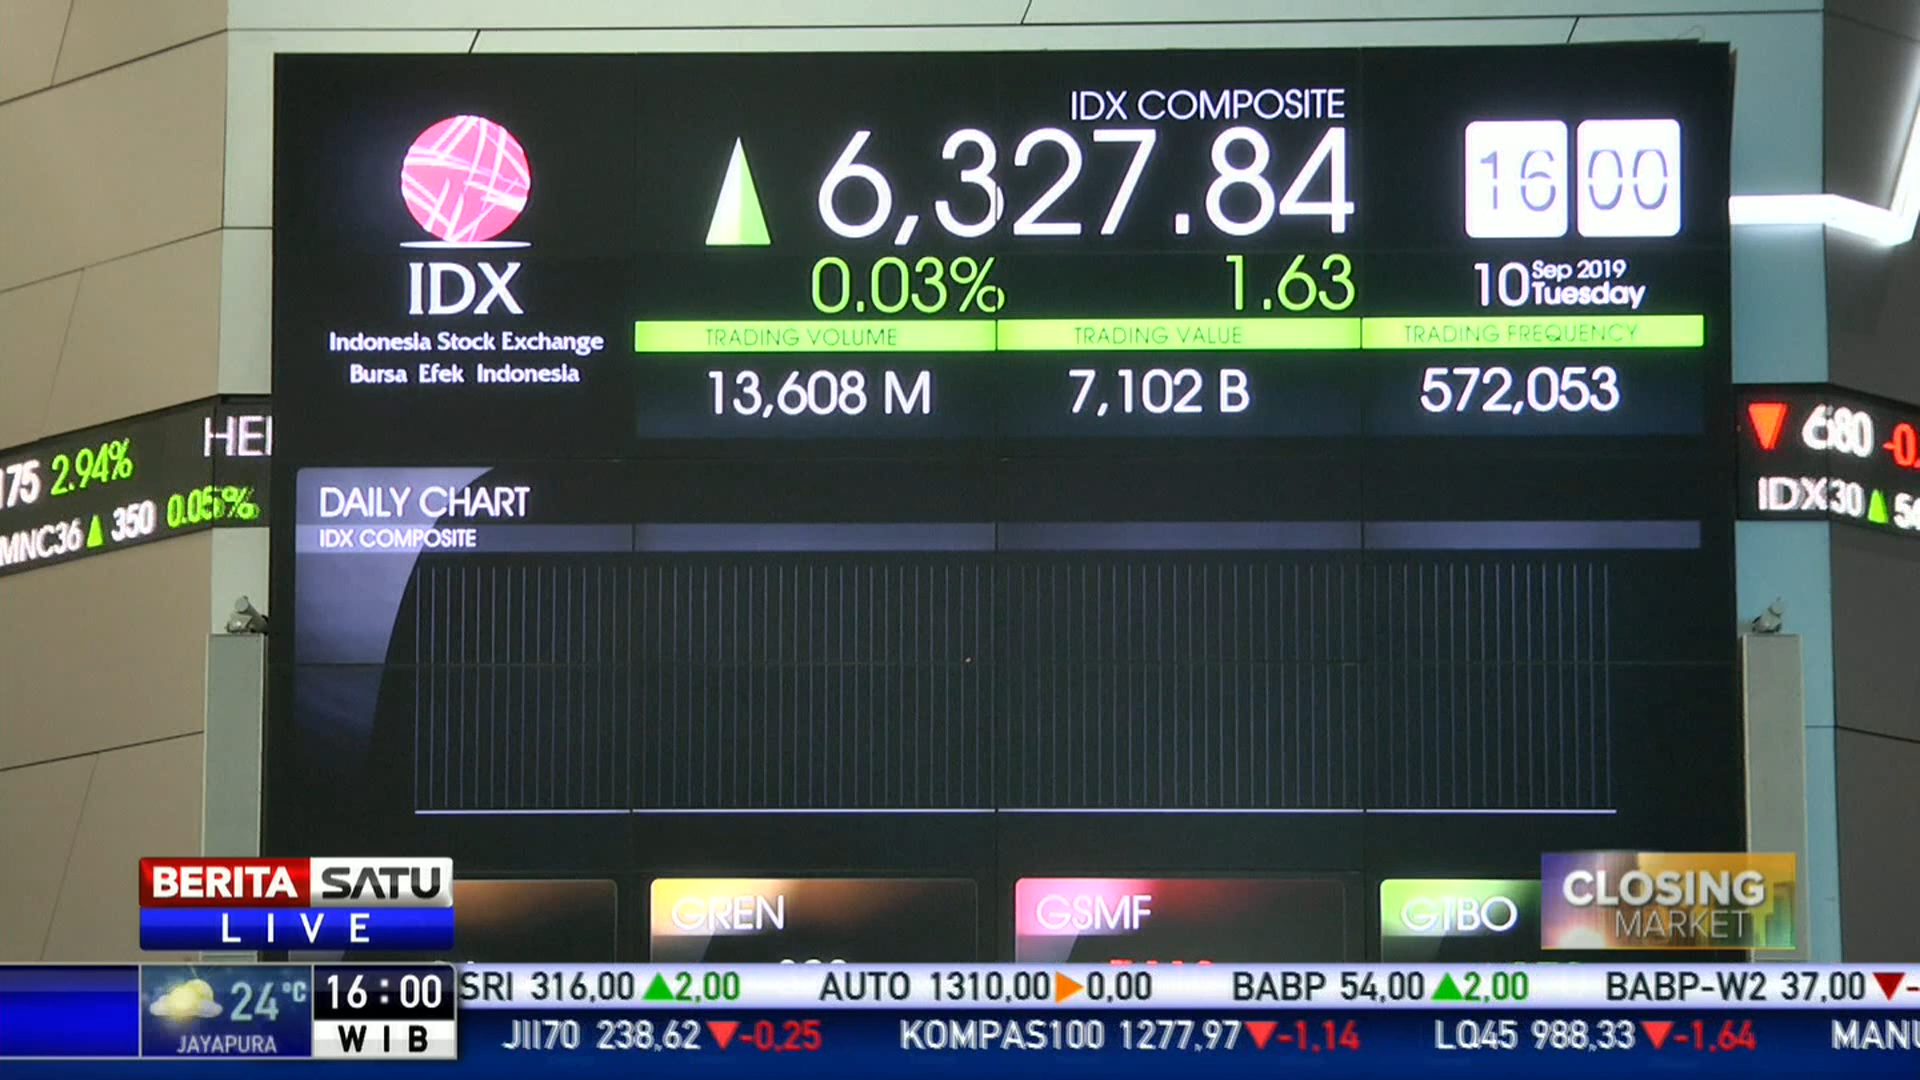 IDX COMPOSITE
6,327.84
0.03% 1.63
16 00
10 Sep 2019
Tuesday
IDX
Indonesia Stock Exchange
Bursa Efek Indonesia
TRADING VOLUME TRADING VALUE TRADING FREQUENCY
13,608 M 7,102 B 572,053
175 2.94%
MNC36 350
680
IDX30
DAILY CHART
IDX COMPOSITE
GREN GSMF GTBO
CLOSING
MARKET
BERITA SATU
LIVE
24°C
JAYAPURA
16:00
WIB
SRI 316,00 2,00 AUTO 1310,00 0,00 BABP 54,00 2,00 BABP-W2 37,00
JII70 238,62 -0.25 KOMPAS100 1277,97 -1.14 LQ45 988,33 -1.64